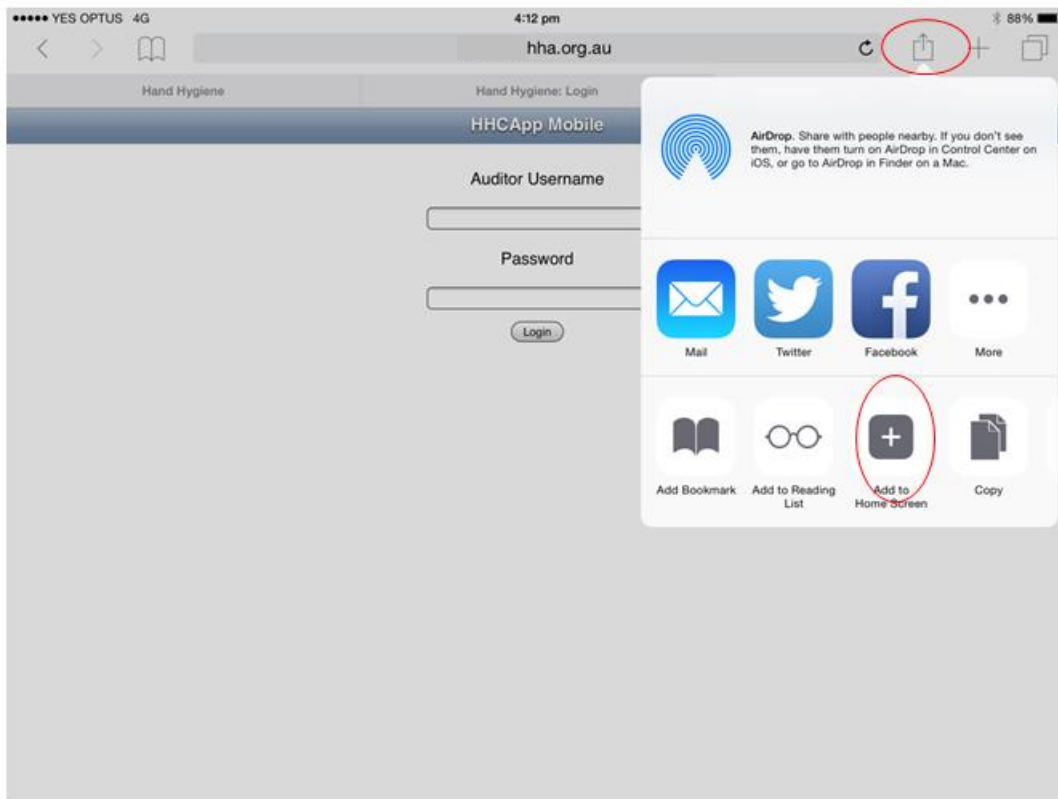 YES OPTUS 4G
4:12 pm
88%
hha.org.au
Hand Hygiene
Hand Hygiene: Login
HHCApp Mobile
Auditor Username
Password
Login
AirDrop. Share with people nearby. If you don't see
them, have them turn on AirDrop in Control Center on
iOS, or go to AirDrop in Finder on a Mac.
Mail
Twitter
Facebook
More
Add Bookmark
Add to Reading
List
Add to
Home Screen
Copy